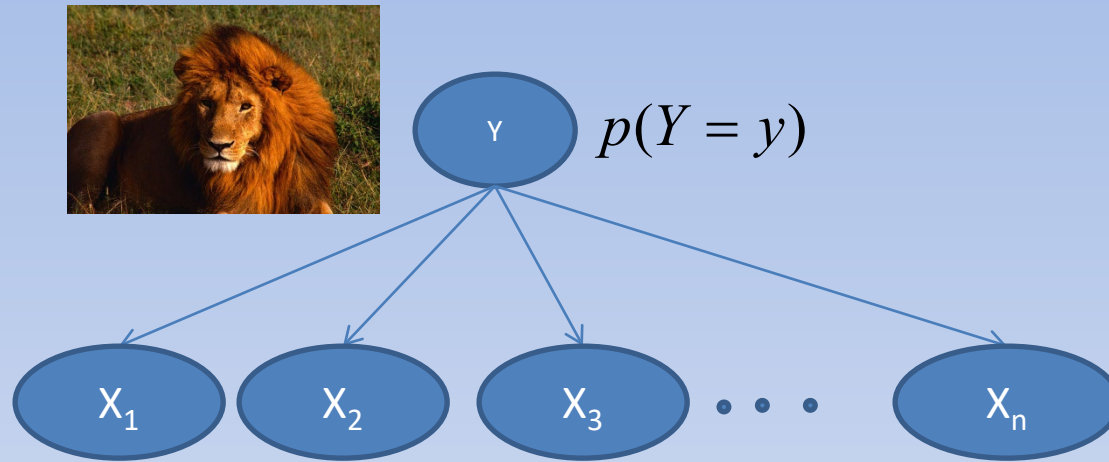 Y p(Y = y)
X₁ X₂ X₃ . . . Xₙ